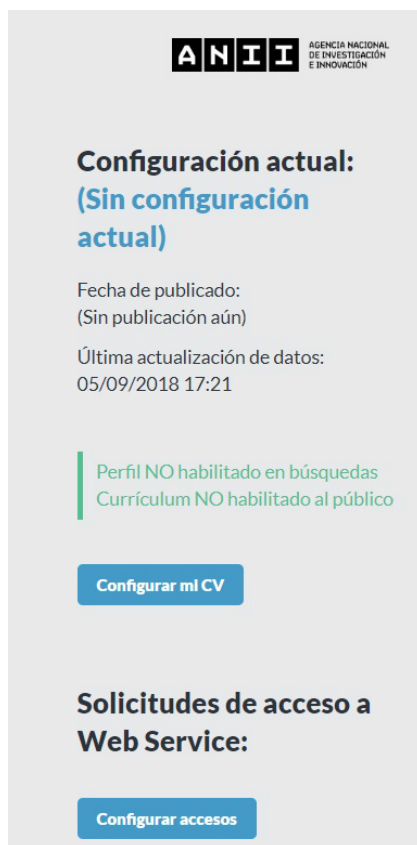 ANII
AGENCIA NACIONAL
DE INVESTIGACIÓN
E INNOVACIÓN
Configuración actual:
(Sin configuración
actual)
Fecha de publicado:
(Sin publicación aún)
Última actualización de datos:
05/09/2018 17:21
Perfil NO habilitado en búsquedas
Currículum NO habilitado al público
Configurar mi CV
Solicitudes de acceso a
Web Service:
Configurar accesos